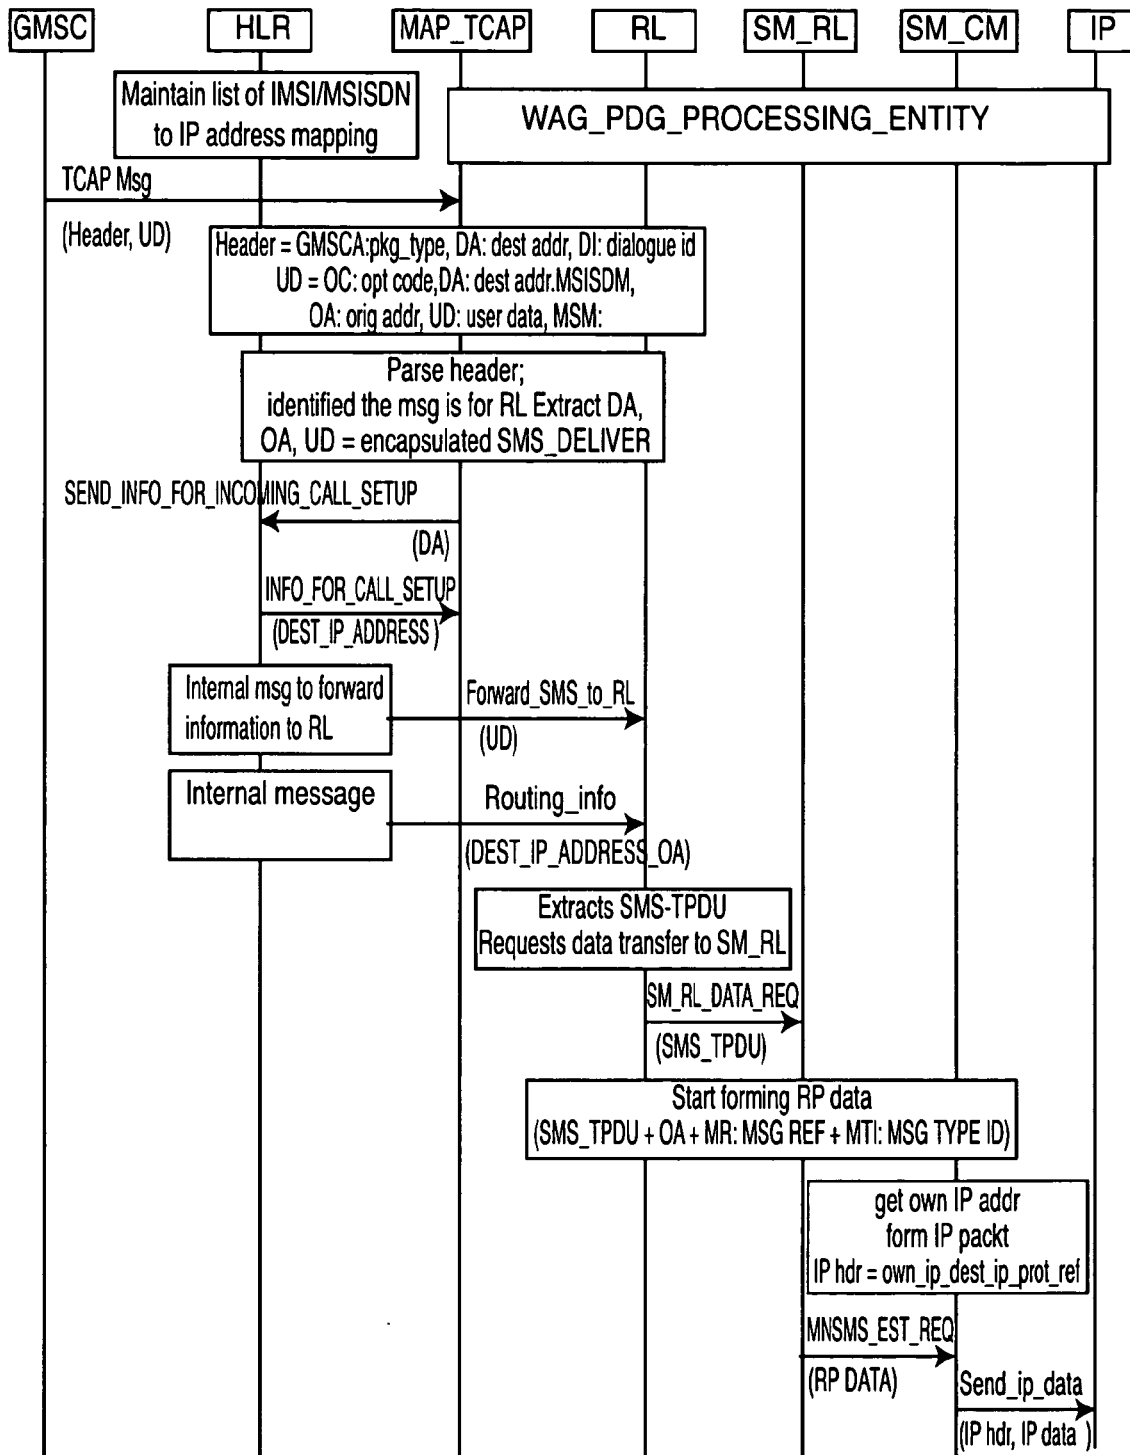 GMSC HLR MAP_TCAP RL SM_RL SM_CM IP
Maintain list of IMSI/MSISDN
to IP address mapping
WAG_PDG_PROCESSING_ENTITY
TCAP Msg
(Header, UD)
Header = GMSCA:pkg_type, DA: dest addr, DI: dialogue id
UD = OC: opt code,DA: dest addr.MSISDM,
OA: orig addr, UD: user data, MSM:
Parse header;
identified the msg is for RL Extract DA,
OA, UD = encapsulated SMS_DELIVER
SEND_INFO_FOR_INCOMING_CALL_SETUP
(DA)
INFO_FOR_CALL_SETUP
(DEST_IP_ADDRESS )
Internal msg to forward
information to RL
Forward_SMS_to_RL
(UD)
Internal message
Routing_info
(DEST_IP_ADDRESS_OA)
Extracts SMS-TPDU
Requests data transfer to SM_RL
SM_RL_DATA_REQ
(SMS_TPDU)
Start forming RP data
(SMS_TPDU + OA + MR: MSG REF + MTI: MSG TYPE ID)
get own IP addr
form IP packt
IP hdr = own_ip_dest_ip_prot_ref
MNSMS_EST_REQ
(RP DATA)
Send_ip_data
(IP hdr, IP data )